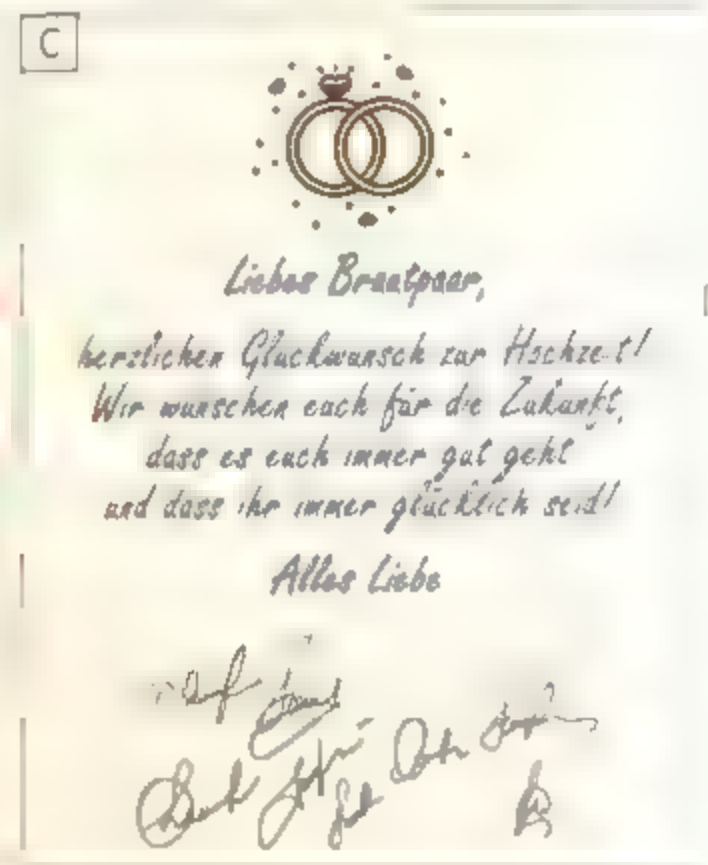 C
Liebes Brautpaar,
herzlichen Glückwunsch zur Hochzeit!
Wir wünschen euch für die Zukunft,
dass es euch immer gut geht
und dass ihr immer glücklich seid!
Alles Liebe